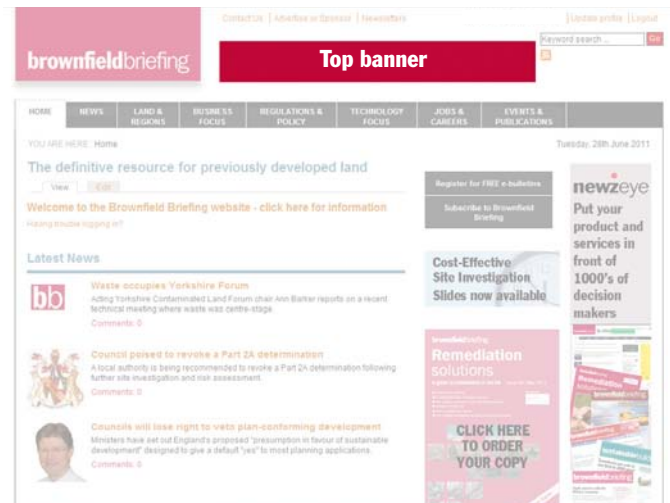 Contact Us | Advertise or Sponsor | Newsletters
| Update profile | Logout
Keyword search ...
Go
brownfieldbriefing
Top banner
HOME
NEWS
LAND &
REGIONS
BUSINESS
FOCUS
REGULATIONS &
POLICY
TECHNOLOGY
FOCUS
JOBS &
CAREERS
EVENTS &
PUBLICATIONS
YOU ARE HERE: Home
Tuesday, 28th June 2011
The definitive resource for previously developed land
View
Edit
Welcome to the Brownfield Briefing website - click here for information
Having trouble logging in?
Latest News
bb
Waste occupies Yorkshire Forum
Acting Yorkshire Contaminated Land Forum chair Ann Barker reports on a recent
technical meeting where waste was centre-stage.
Comments: 0
Council poised to revoke a Part 2A determination
A local authority is being recommended to revoke a Part 2A determination following
further site investigation and risk assessment.
Comments: 0
Councils will lose right to veto plan-conforming development
Ministers have set out England's proposed "presumption in favour of sustainable
development" designed to give a default "yes" to most planning applications.
Comments: 0
Register for FREE e-bulletins
Subscribe to Brownfield
Briefing
Cost-Effective
Site Investigation
Slides now available
brownfieldbriefing
Remediation
solutions
CLICK HERE
TO ORDER
YOUR COPY
newzeye
Put your
product and
services in
front of
1000's of
decision
makers
Remediation
brownfieldbriefing